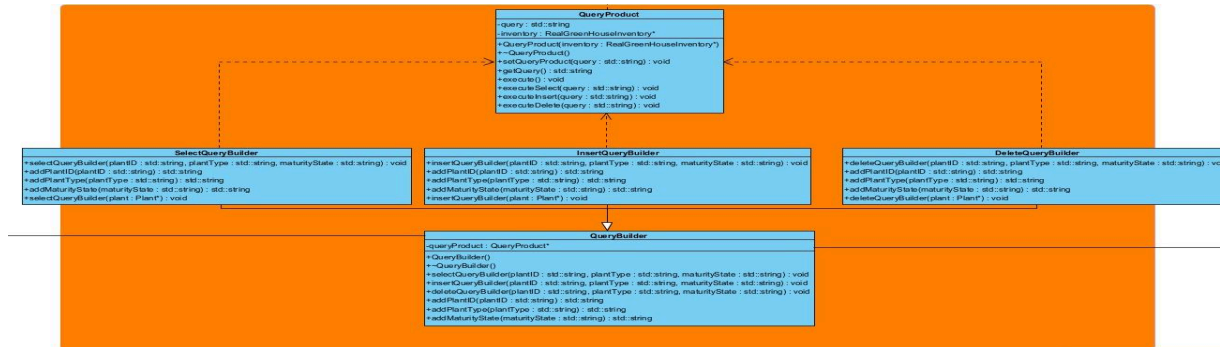 QueryProduct
-query : std::string
-inventory : RealGreenHouseInventory*
+QueryProduct(inventory : RealGreenHouseInventory*)
+~QueryProduct()
+setQueryProduct(query : std::string) : void
+getQuery() : std::string
+execute() : void
+executeSelect(query : std::string) : void
+executeInsert(query : std::string) : void
+executeDelete(query : std::string) : void
SelectQueryBuilder
+selectQueryBuilder(plantID : std::string, plantType : std::string, maturityState : std::string) : void
+addPlantID(plantID : std::string) : std::string
+addPlantType(plantType : std::string) : std::string
+addMaturityState(maturityState : std::string) : std::string
+selectQueryBuilder(plant : Plant*) : void
InsertQueryBuilder
+insertQueryBuilder(plantID : std::string, plantType : std::string, maturityState : std::string) : void
+addPlantID(plantID : std::string) : std::string
+addPlantType(plantType : std::string) : std::string
+addMaturityState(maturityState : std::string) : std::string
+insertQueryBuilder(plant : Plant*) : void
DeleteQueryBuilder
+deleteQueryBuilder(plantID : std::string, plantType : std::string, maturityState : std::string) : vo
+addPlantID(plantID : std::string) : std::string
+addPlantType(plantType : std::string) : std::string
+addMaturityState(maturityState : std::string) : std::string
+deleteQueryBuilder(plant : Plant*) : void
QueryBuilder
-queryProduct : QueryProduct*
+QueryBuilder()
+~QueryBuilder()
+selectQueryBuilder(plantID : std::string, plantType : std::string, maturityState : std::string) : void
+insertQueryBuilder(plantID : std::string, plantType : std::string, maturityState : std::string) : void
+deleteQueryBuilder(plantID : std::string, plantType : std::string, maturityState : std::string) : void
+addPlantID(plantID : std::string) : std::string
+addPlantType(plantType : std::string) : std::string
+addMaturityState(maturityState : std::string) : std::string